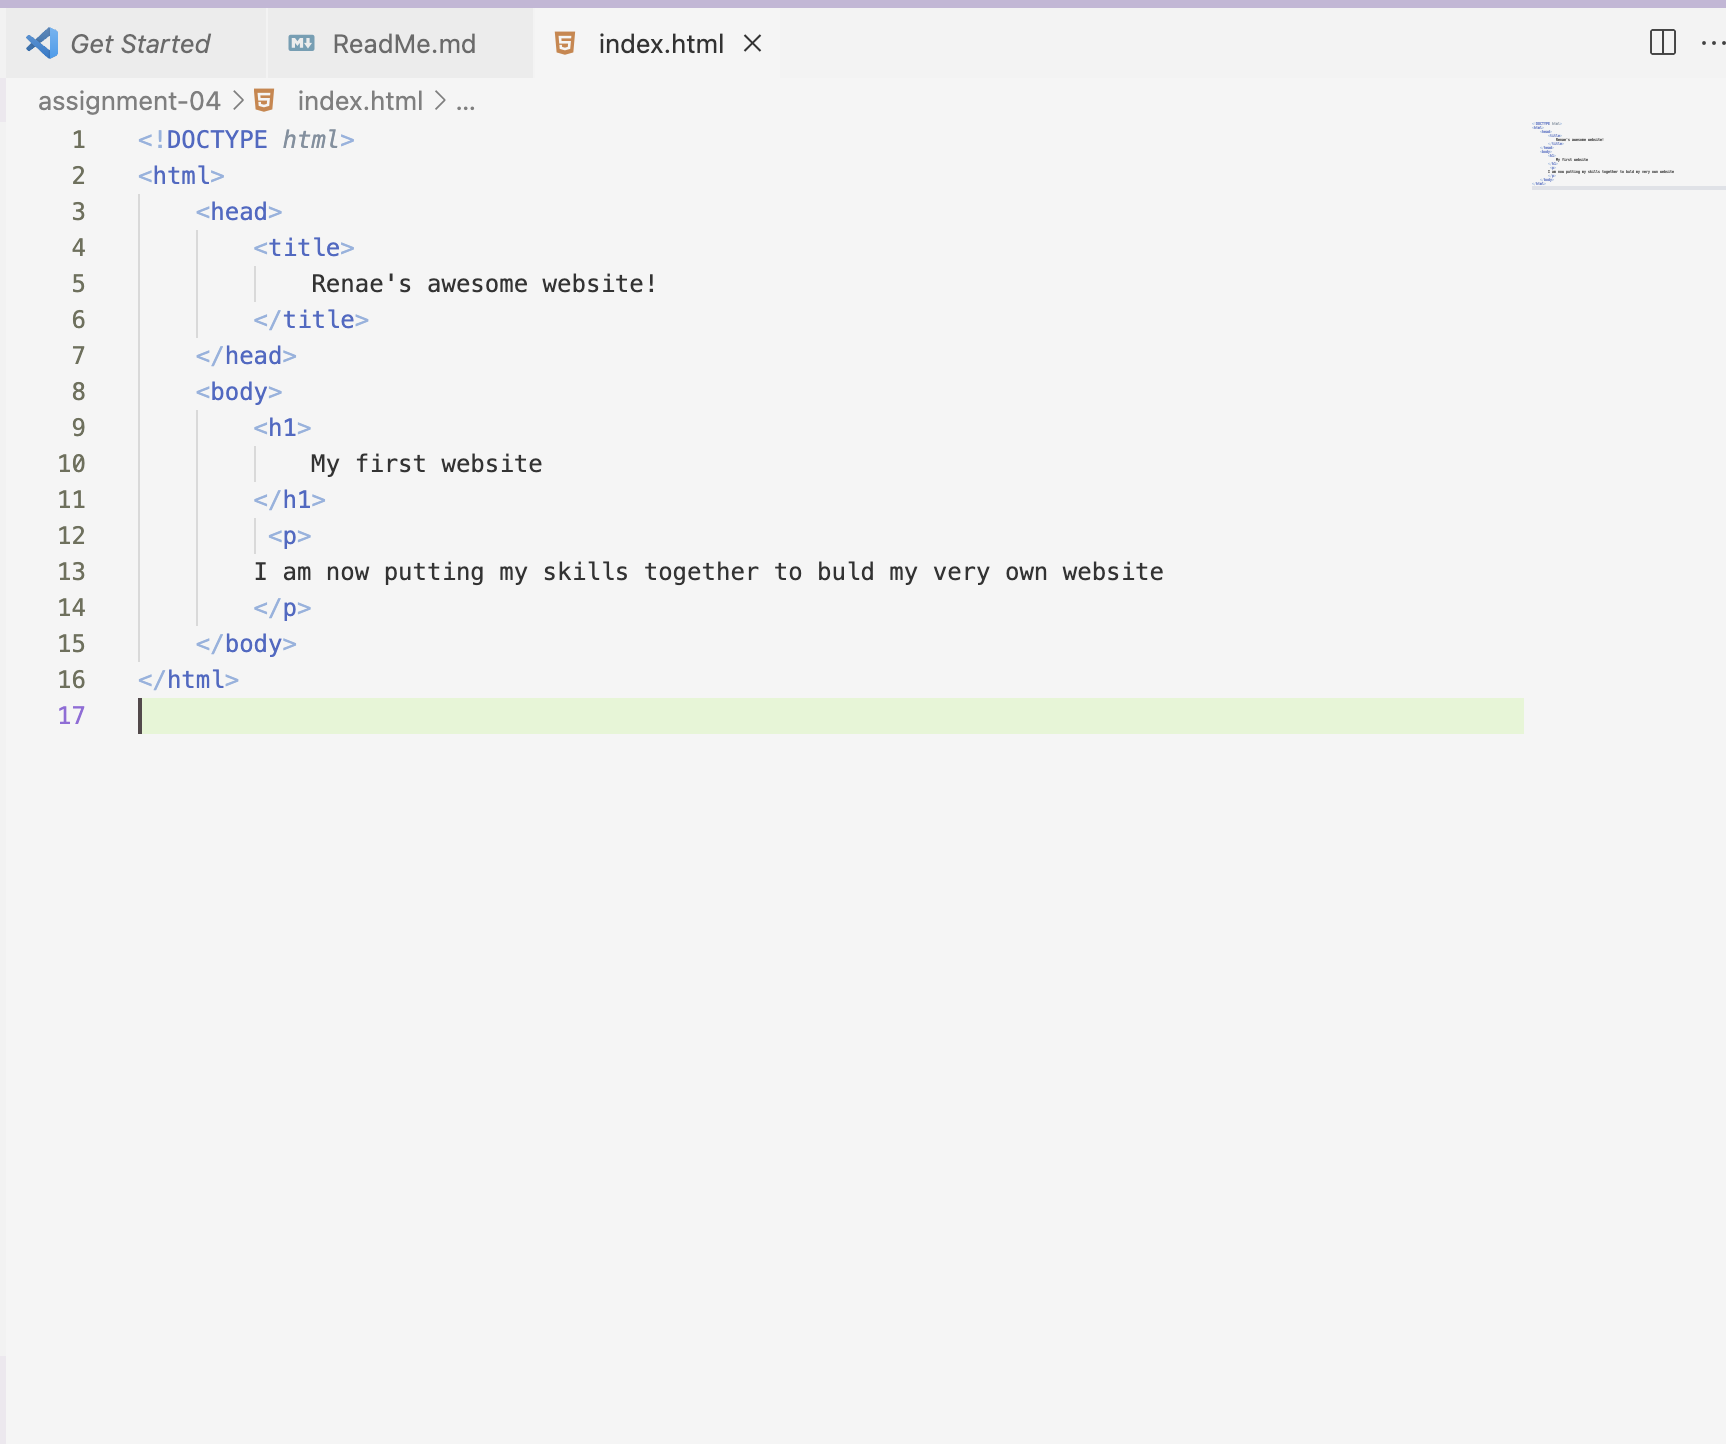 Get Started ReadMe.md index.html
assignment-04 > index.html > ...
1 <!DOCTYPE html>
2 <html>
3     <head>
4         <title>
5             Renae's awesome website!
6         </title>
7     </head>
8     <body>
9         <h1>
10             My first website
11         </h1>
12          <p>
13         I am now putting my skills together to buld my very own website
14         </p>
15     </body>
16 </html>
17